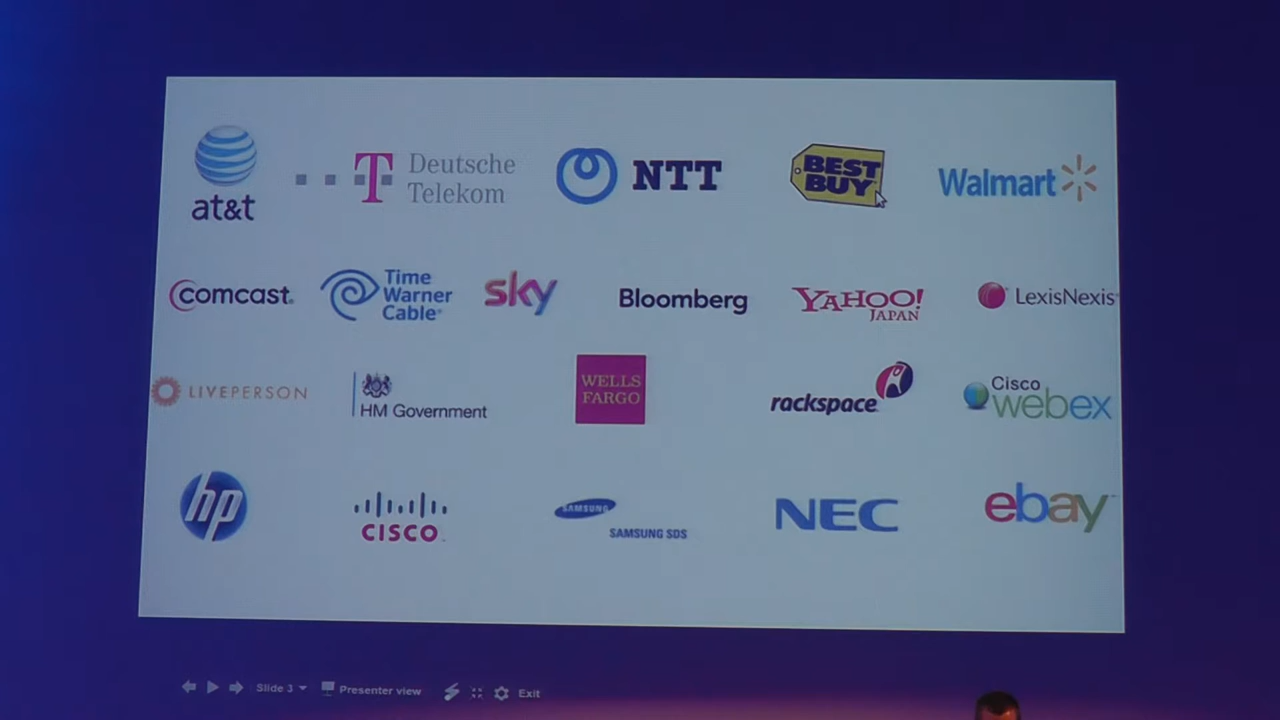 at&t
T Deutsche
Telekom
NTT
BEST
BUY
Walmart
comcast.
Time
Warner
Cable
sky
Bloomberg
YAHOO!
JAPAN
LexisNexis
LIVEPERSON
HM Government
WELLS
FARGO
rackspace
Cisco
webex
hp
CISCO
SAMSUNG
SAMSUNG SDS
NEC
ebay
Slide 3 Presenter view Exit